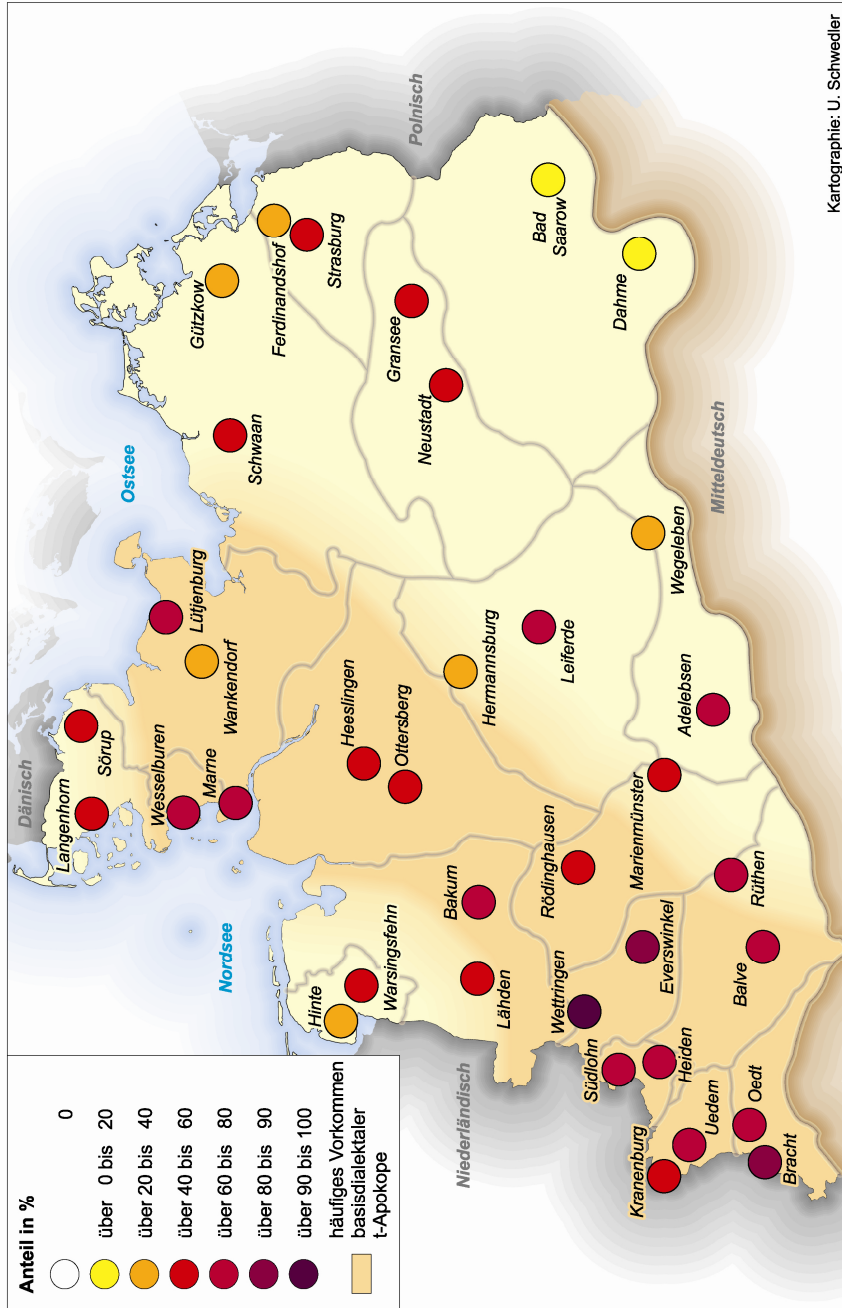 Anteil in %
0
über 0 bis 20
über 20 bis 40
über 40 bis 60
über 60 bis 80
über 80 bis 90
über 90 bis 100
häufiges Vorkommen
basisdialektaler
t-Apokope
Dänisch
Nordsee
Ostsee
Polnisch
Niederländisch
Mitteldeutsch
Langenhorn
Sörup
Wesselburen
Marne
Lütjenburg
Wankendorf
Schwaan
Gützkow
Ferdinandshof
Strasburg
Hinte
Warsingsfehn
Heeslingen
Ottersberg
Gransee
Neustadt
Bakum
Lähden
Hermannsburg
Leiferde
Bad
Saarow
Dahme
Wettringen
Rödinghausen
Südlohn
Heiden
Everswinkel
Marienmünster
Wegeleben
Adelebsen
Kranenburg
Uedem
Oedt
Bracht
Balve
Rüthen
Kartographie: U. Schwedler